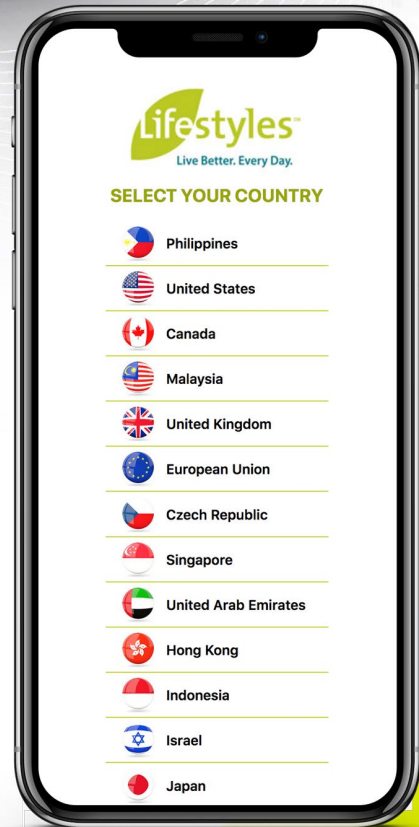 Lifestyles™
Live Better. Every Day.
SELECT YOUR COUNTRY
Philippines
United States
Canada
Malaysia
United Kingdom
European Union
Czech Republic
Singapore
United Arab Emirates
Hong Kong
Indonesia
Israel
Japan